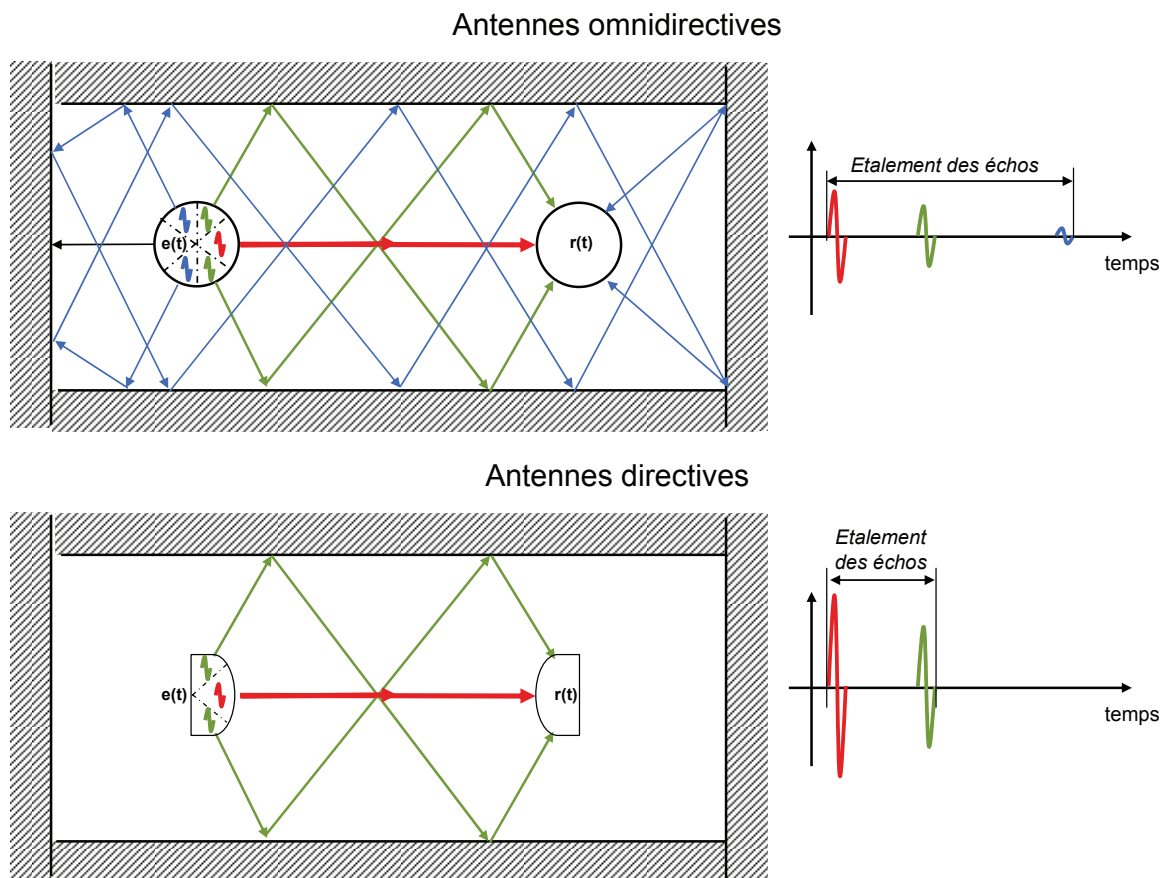 Antennes omnidirectives
e(t)
r(t)
Etalement des échos
temps
Antennes directives
e(t)
r(t)
Etalement
des échos
temps